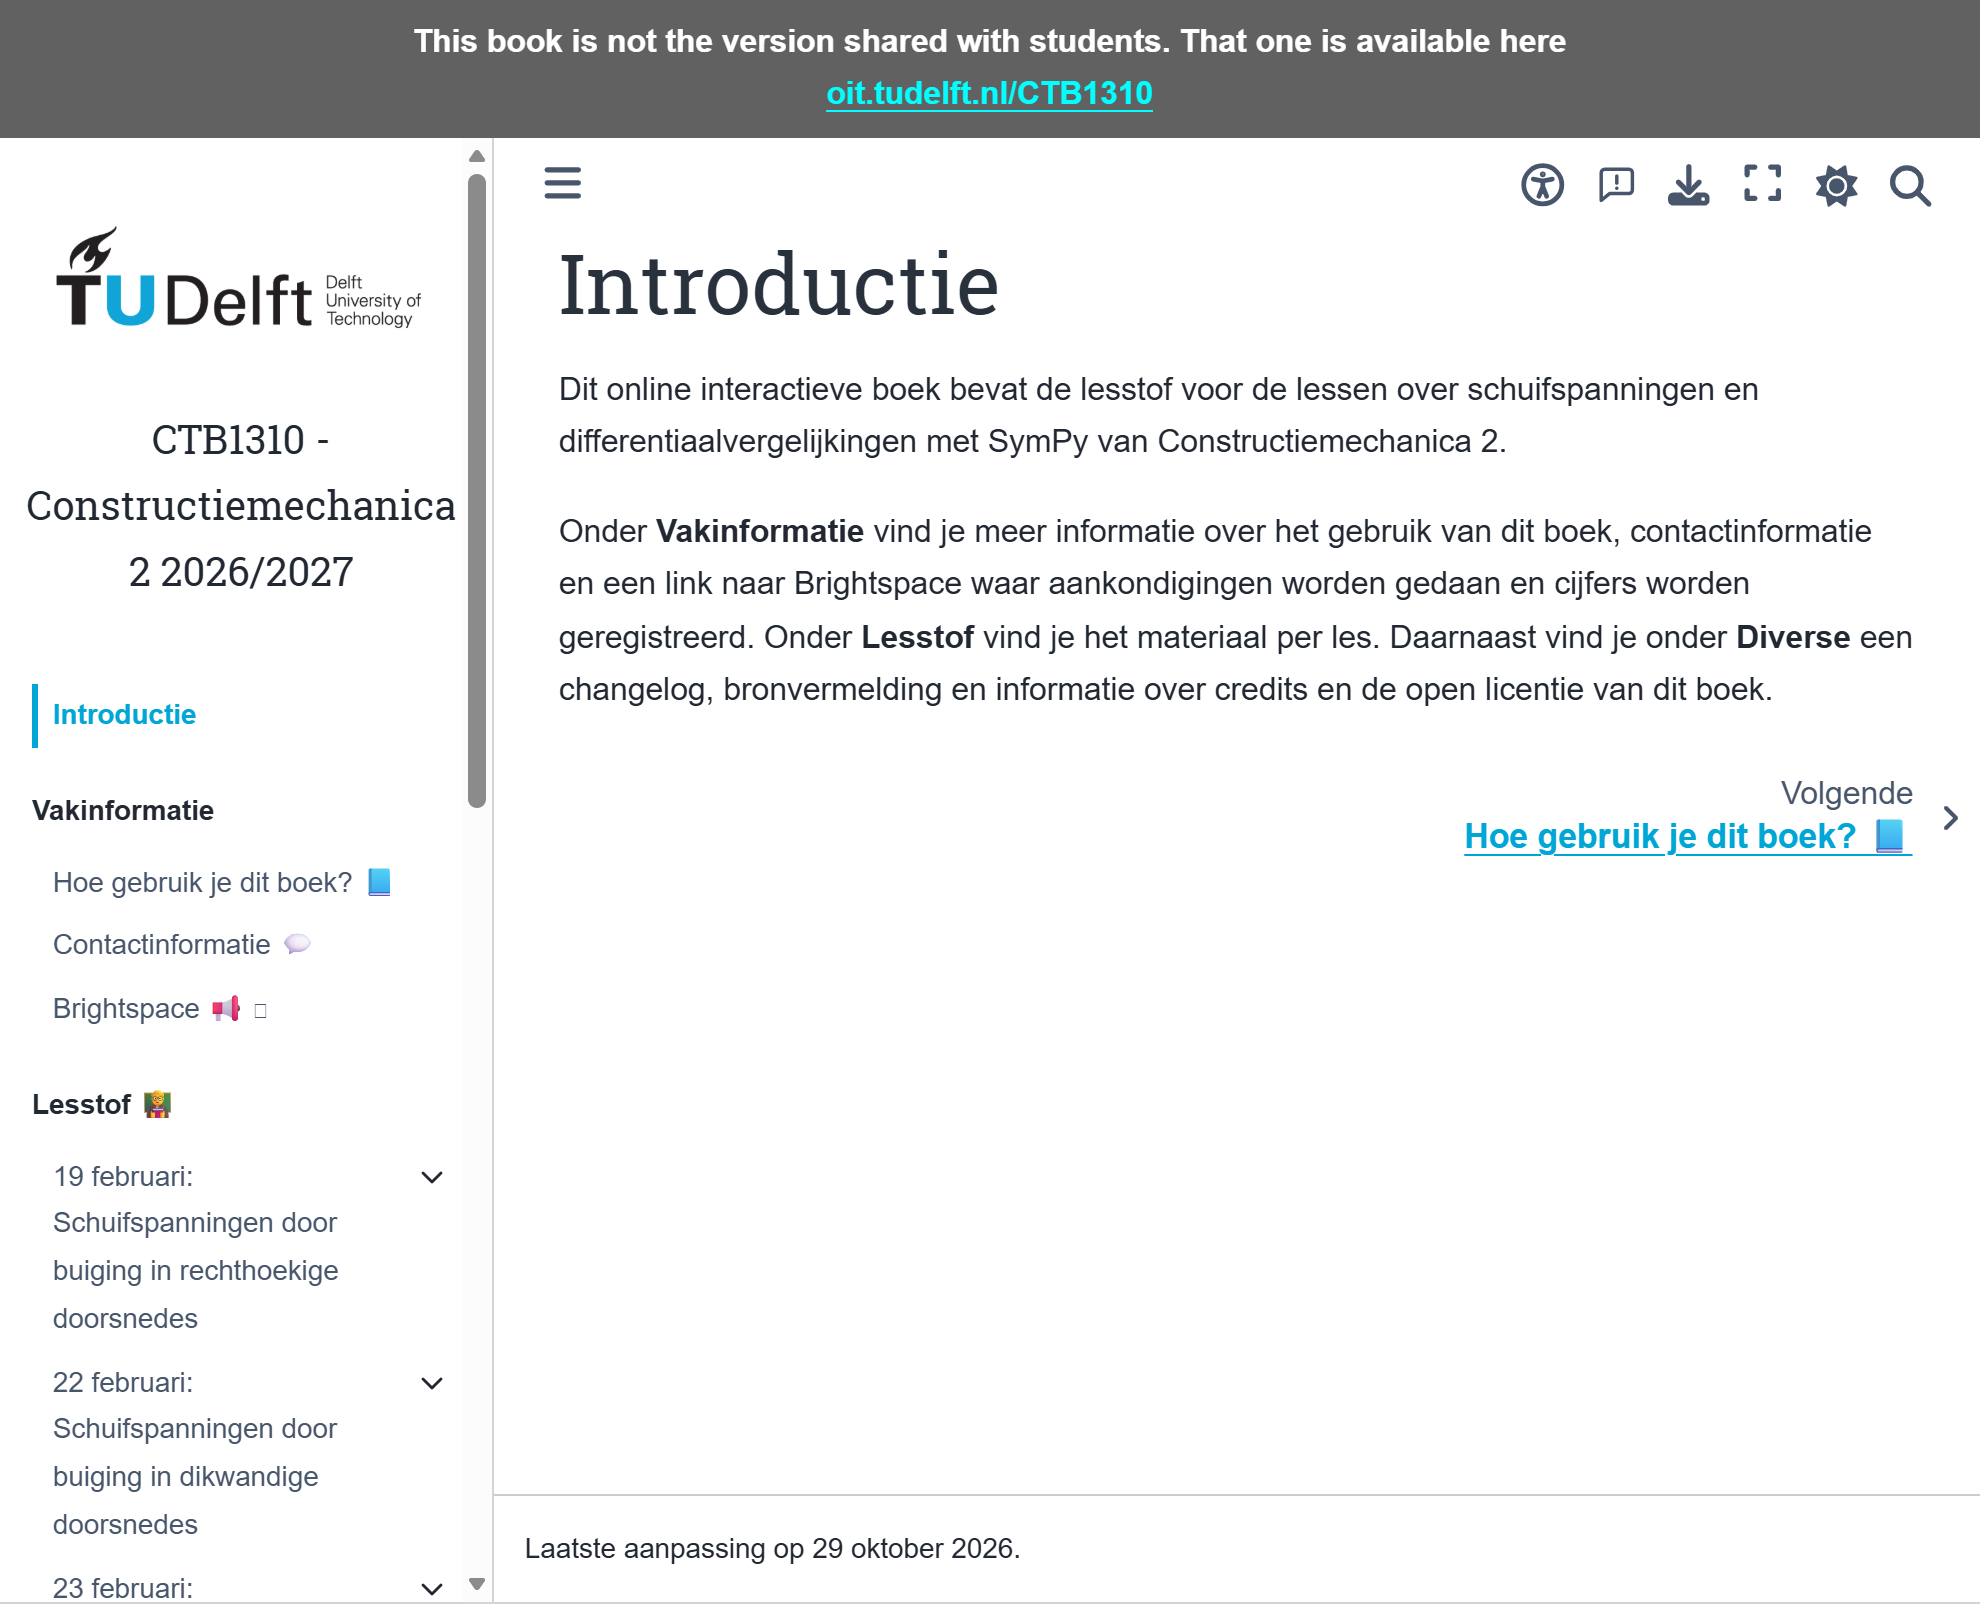 This book is not the version shared with students. That one is available here
oit.tudelft.nl/CTB1310
TU Delft
Delft
University of
Technology
CTB1310 -
Constructiemechanica
2 2026/2027
Introductie
Vakinformatie
Hoe gebruik je dit boek? 📘
Contactinformatie 💬
Brightspace 📢
Lesstof 🧑‍🏫
19 februari:
Schuifspanningen door
buiging in rechthoekige
doorsnedes
22 februari:
Schuifspanningen door
buiging in dikwandige
doorsnedes
23 februari:
Introductie
Dit online interactieve boek bevat de lesstof voor de lessen over schuifspanningen en
differentiaalvergelijkingen met SymPy van Constructiemechanica 2.
Onder Vakinformatie vind je meer informatie over het gebruik van dit boek, contactinformatie
en een link naar Brightspace waar aankondigingen worden gedaan en cijfers worden
geregistreerd. Onder Lesstof vind je het materiaal per les. Daarnaast vind je onder Diverse een
changelog, bronvermelding en informatie over credits en de open licentie van dit boek.
Volgende
Hoe gebruik je dit boek? 📘
Laatste aanpassing op 29 oktober 2026.